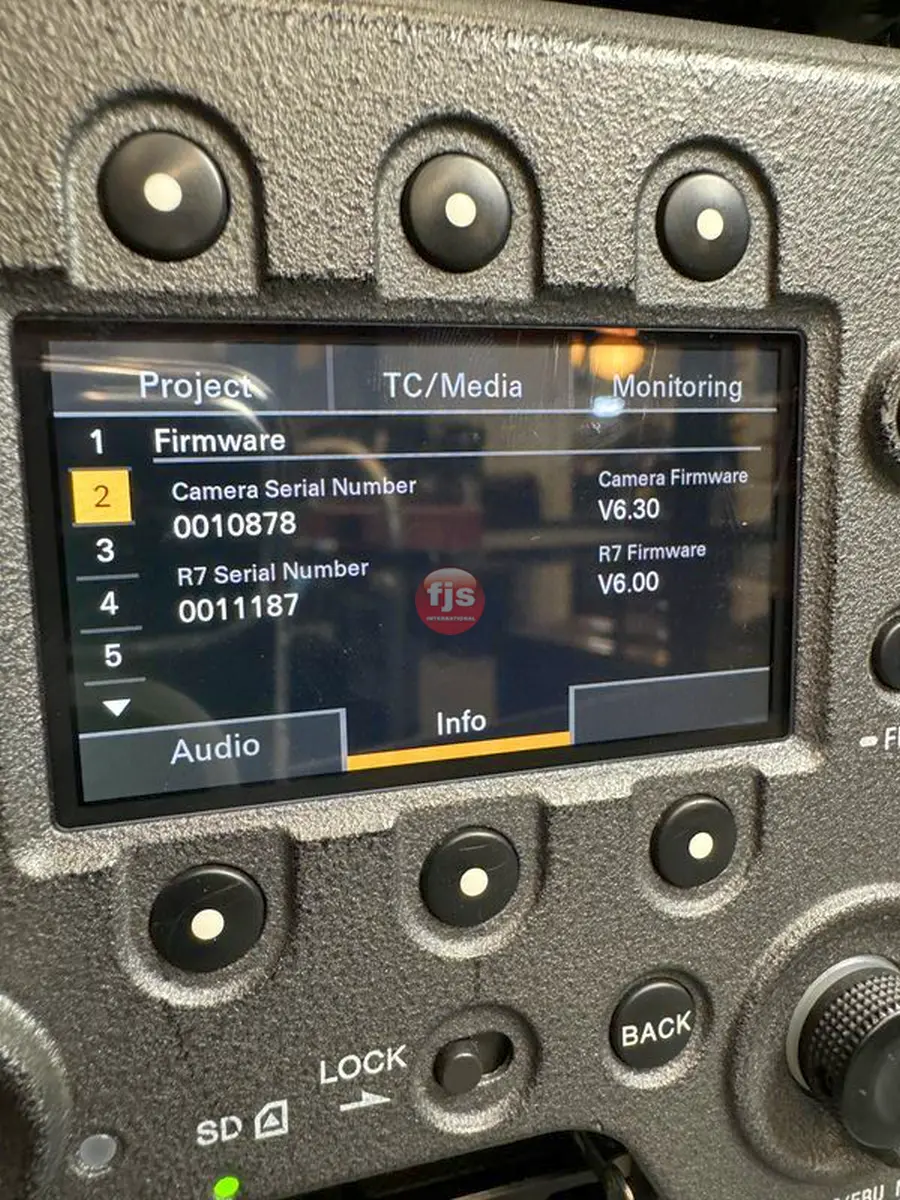 Project TC/Media Monitoring
1 Firmware
2 Camera Serial Number Camera Firmware
0010878 V6.30
3 R7 Serial Number R7 Firmware
4 0011187 V6.00
fjs
INTERNATIONAL
5
Audio Info
BACK
LOCK
SD